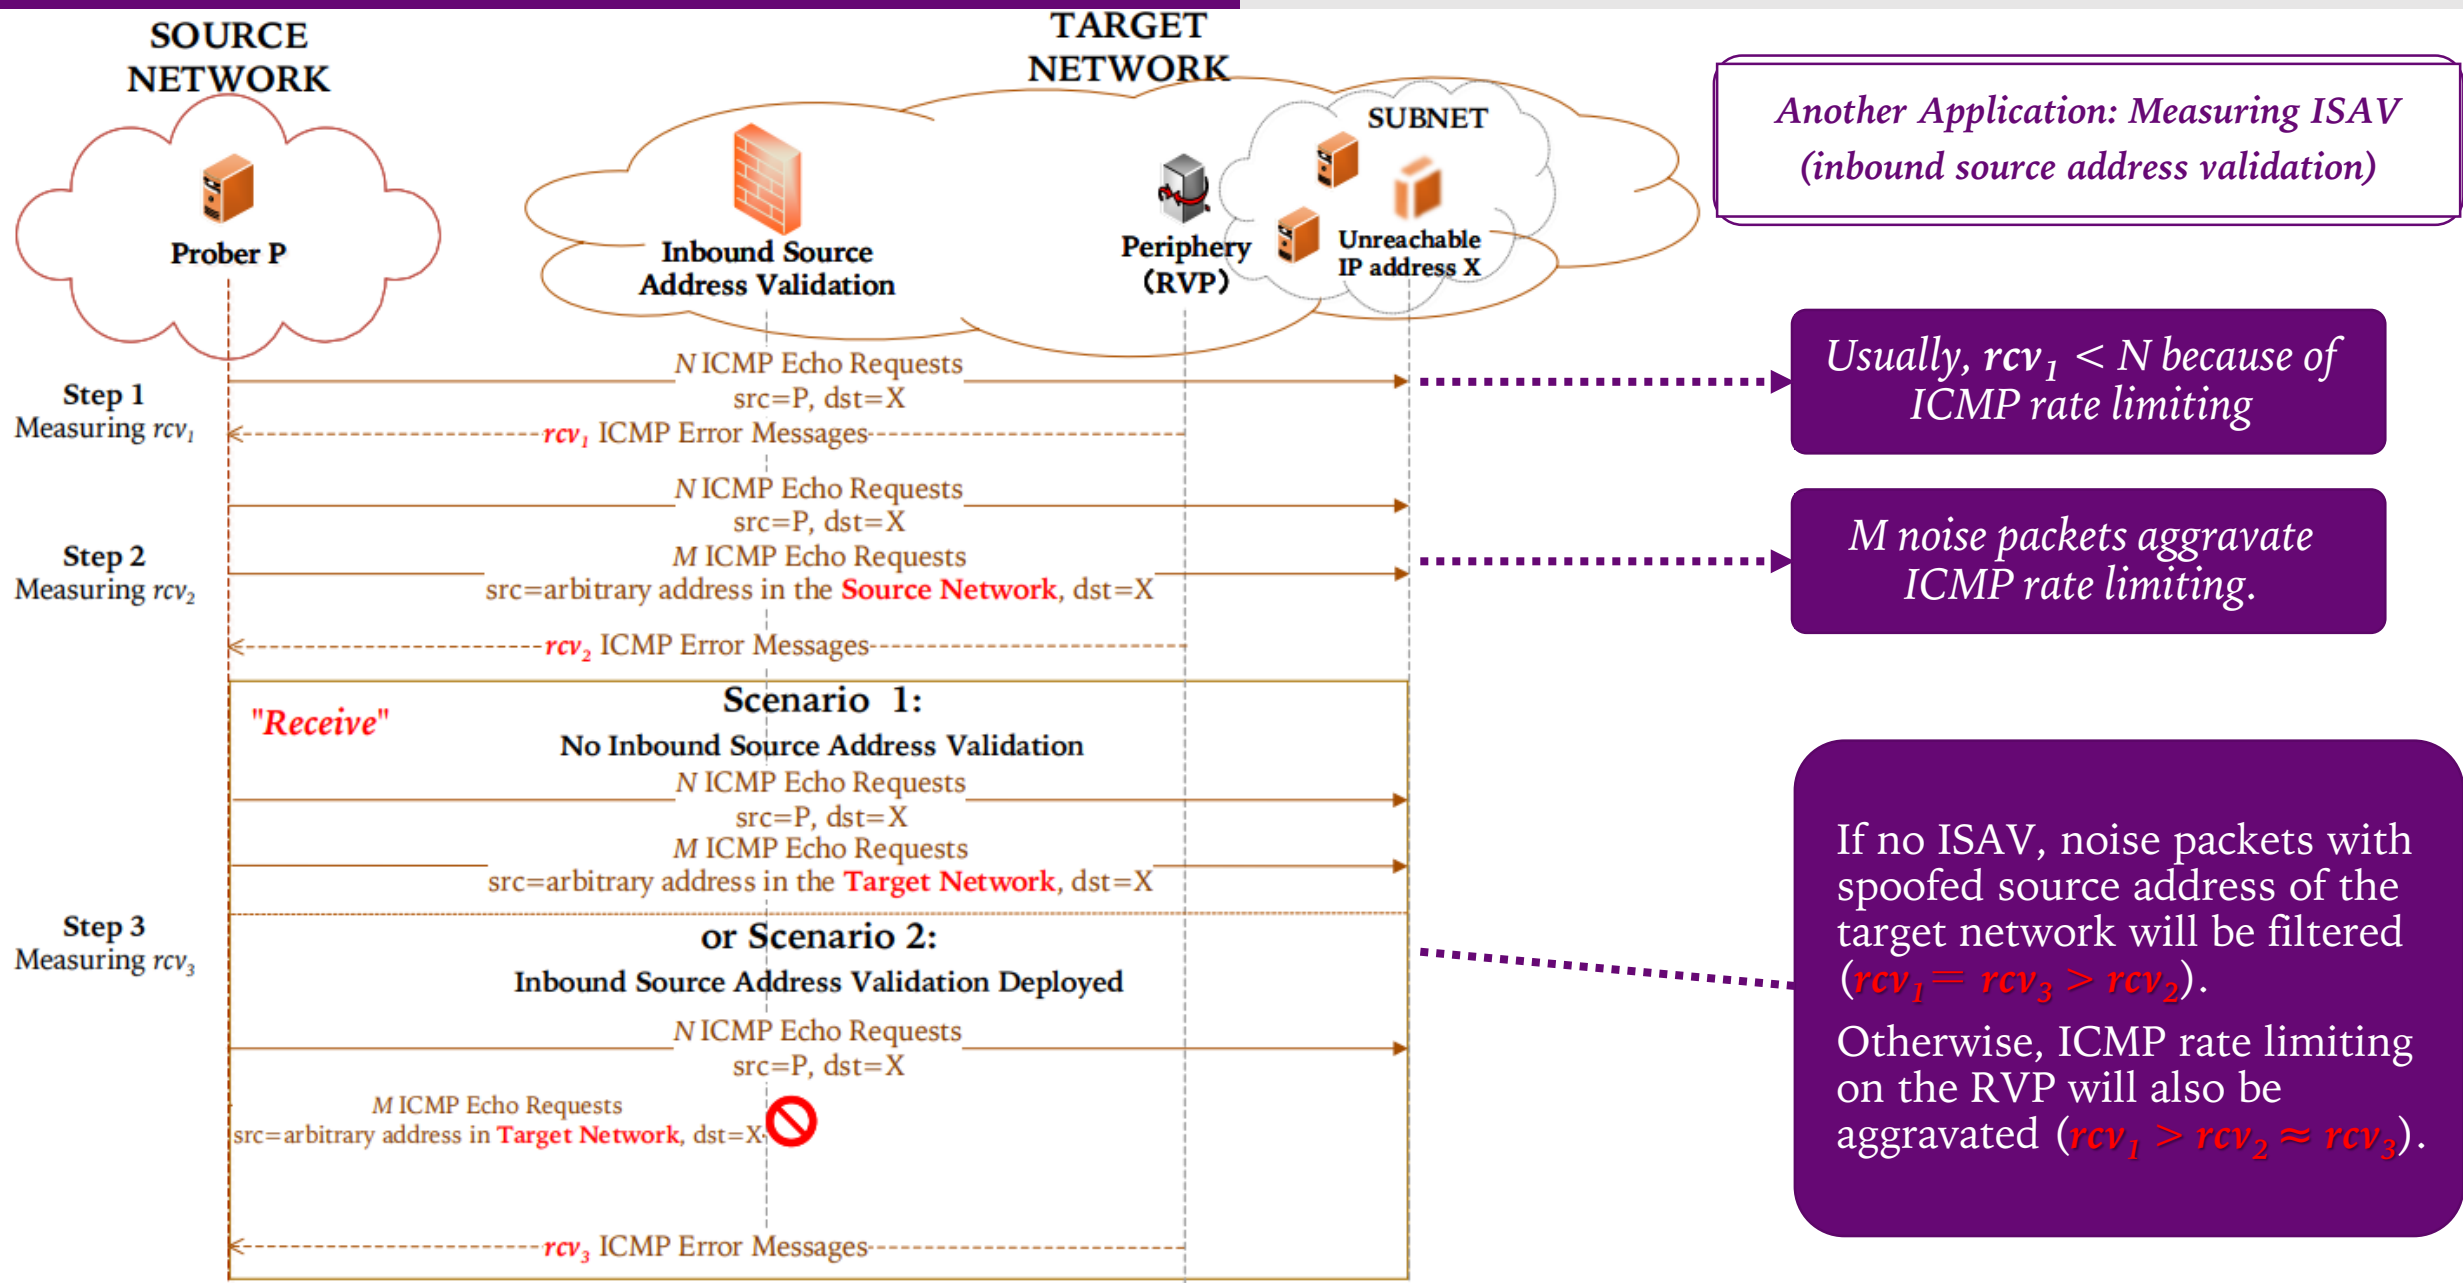 SOURCE
NETWORK
TARGET
NETWORK
SUBNET
Prober P
Inbound Source
Address Validation
Periphery
(RVP)
Unreachable
IP address X
Another Application: Measuring ISAV
(inbound source address validation)
Step 1
Measuring rcv1
N ICMP Echo Requests
src=P, dst=X
rcv1 ICMP Error Messages
Usually, rcv1 < N because of
ICMP rate limiting
Step 2
Measuring rcv2
N ICMP Echo Requests
src=P, dst=X
M ICMP Echo Requests
src=arbitrary address in the Source Network, dst=X
rcv2 ICMP Error Messages
M noise packets aggravate
ICMP rate limiting.
Step 3
Measuring rcv3
"Receive"
Scenario 1:
No Inbound Source Address Validation
N ICMP Echo Requests
src=P, dst=X
M ICMP Echo Requests
src=arbitrary address in the Target Network, dst=X
or Scenario 2:
Inbound Source Address Validation Deployed
N ICMP Echo Requests
src=P, dst=X
M ICMP Echo Requests
src=arbitrary address in Target Network, dst=X
rcv3 ICMP Error Messages
If no ISAV, noise packets with
spoofed source address of the
target network will be filtered
(rcv1 = rcv3 > rcv2).
Otherwise, ICMP rate limiting
on the RVP will also be
aggravated (rcv1 > rcv2 ≈ rcv3).